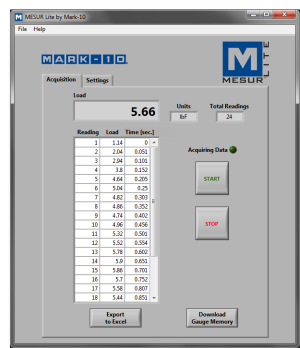 MESUR Lite by Mark-10
File Help
MARK-10
M
MESUR
LITE
Acquisition Settings
Load
5.66
Units
lbF
Total Readings
24
Reading Load Time [sec.]
1 1.14 0
2 2.04 0.051
3 2.94 0.101
4 3.8 0.152
5 4.64 0.205
6 5.04 0.25
7 4.82 0.303
8 4.86 0.352
9 4.74 0.402
10 4.96 0.456
11 5.32 0.501
12 5.52 0.554
13 5.78 0.602
14 5.9 0.651
15 5.86 0.701
16 5.7 0.752
17 5.58 0.807
18 5.44 0.851
Acquiring Data
START
STOP
Export
to Excel
Download
Gauge Memory